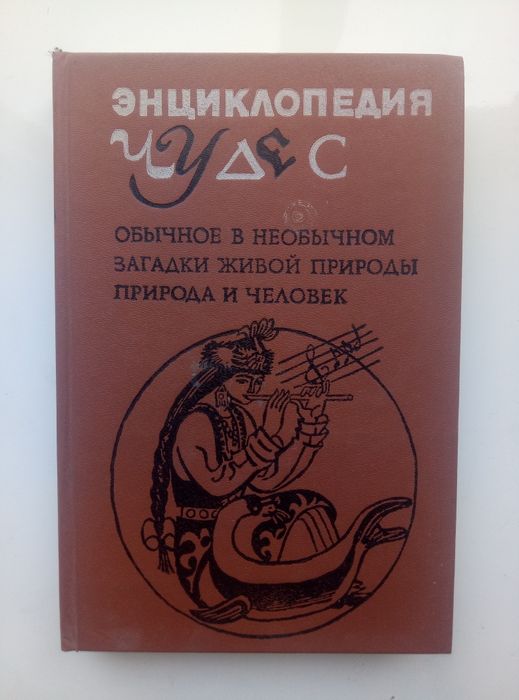 ЭНЦИКЛОПЕДИЯ
ЧУДЕС
ОБЫЧНОЕ В НЕОБЫЧНОМ
ЗАГАДКИ ЖИВОЙ ПРИРОДЫ
ПРИРОДА И ЧЕЛОВЕК